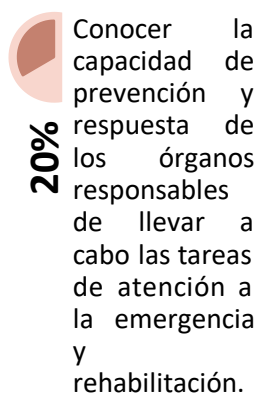 20%
Conocer la
capacidad de
prevención y
respuesta de
los órganos
responsables
de llevar a
cabo las tareas
de atención a
la emergencia
y
rehabilitación.